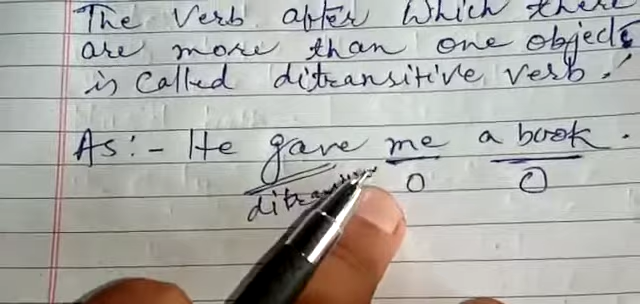 The verb after which there
are more than one objects
is called ditransitive verb.
As:- He gave me a book.
O O